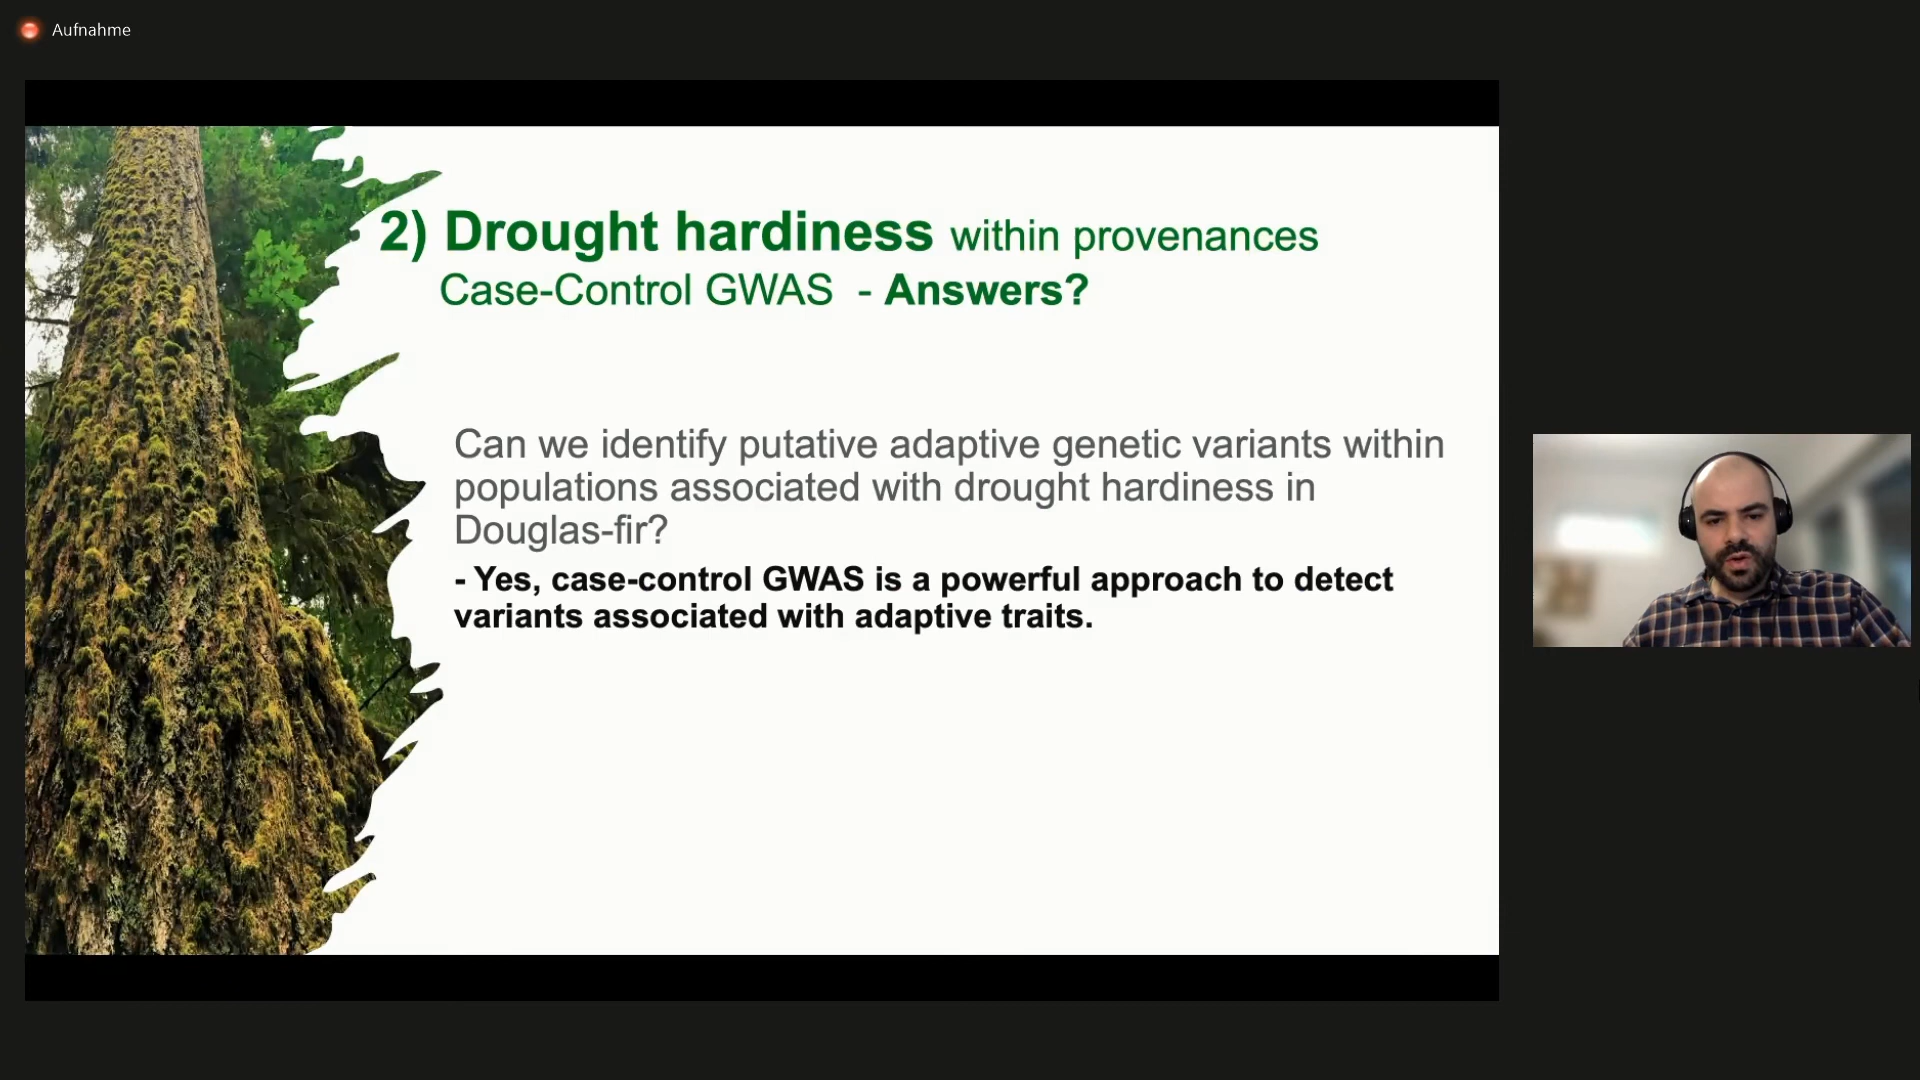 Aufnahme
2) Drought hardiness within provenances
Case-Control GWAS - Answers?
Can we identify putative adaptive genetic variants within
populations associated with drought hardiness in
Douglas-fir?
- Yes, case-control GWAS is a powerful approach to detect
variants associated with adaptive traits.